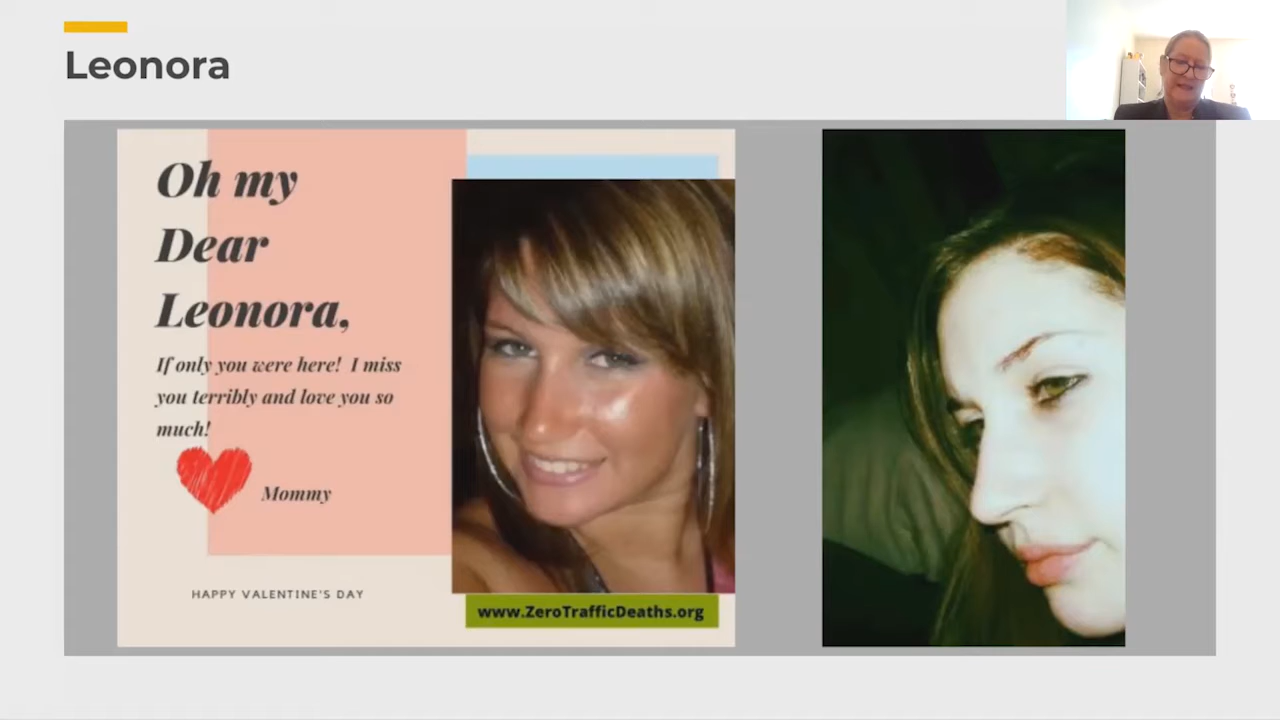 Leonora
Oh my
Dear
Leonora,
If only you were here!  I miss
you terribly and love you so
much!
Mommy
HAPPY VALENTINE'S DAY
www.ZeroTrafficDeaths.org